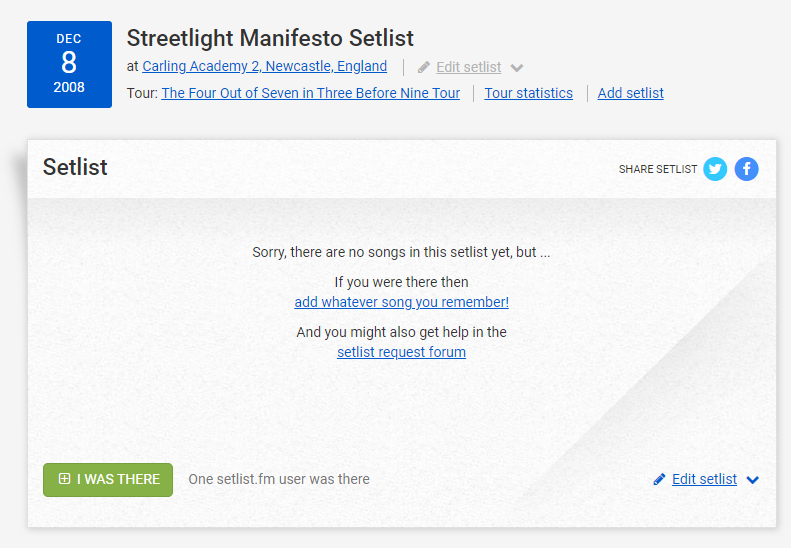 DEC
8
2008
Streetlight Manifesto Setlist
at Carling Academy 2, Newcastle, England Edit setlist
Tour: The Four Out of Seven in Three Before Nine Tour Tour statistics Add setlist
Setlist
SHARE SETLIST
Sorry, there are no songs in this setlist yet, but ...
If you were there then
add whatever song you remember!
And you might also get help in the
setlist request forum
I WAS THERE One setlist.fm user was there Edit setlist